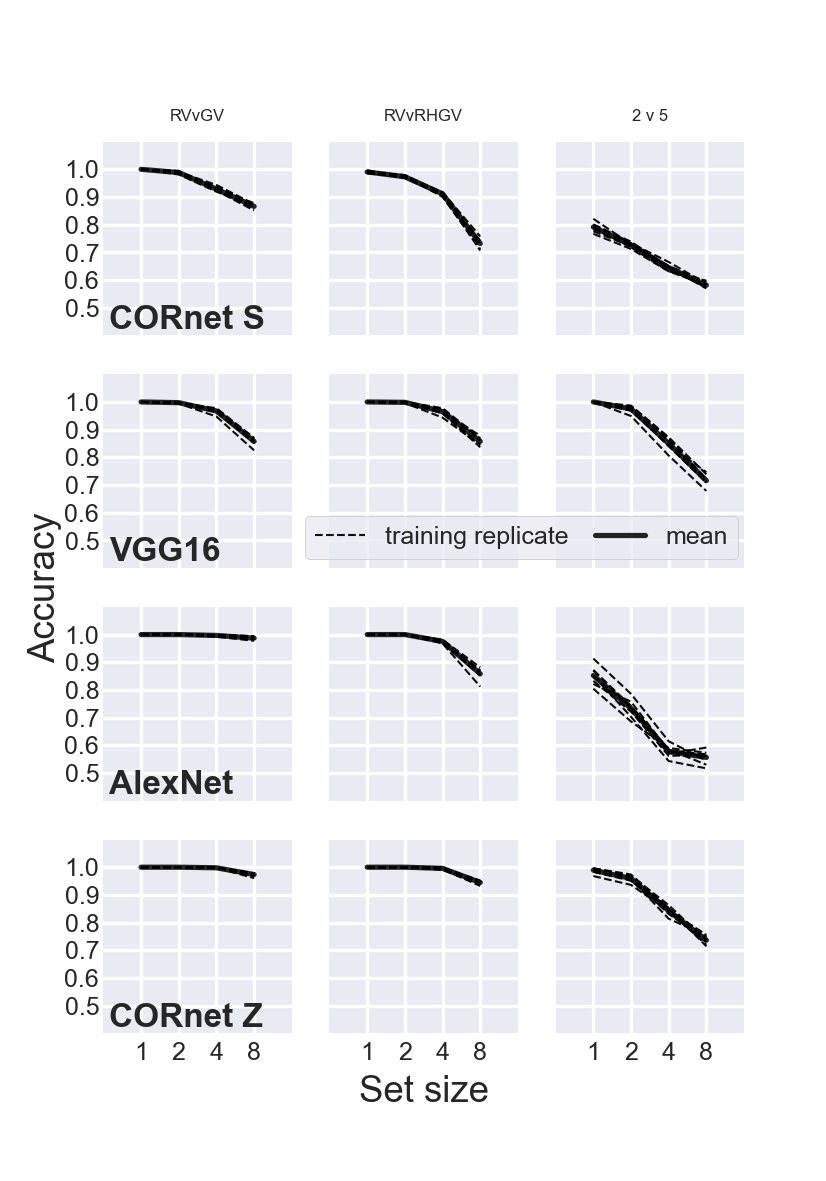 RVvGV RVvRHGV 2 v 5
1.0
0.9
0.8
0.7
0.6
0.5
CORnet S
1.0
0.9
0.8
0.7
0.6
0.5
VGG16
training replicate mean
Accuracy
1.0
0.9
0.8
0.7
0.6
0.5
AlexNet
1.0
0.9
0.8
0.7
0.6
0.5
CORnet Z
1 2 4 8 1 2 4 8 1 2 4 8
Set size